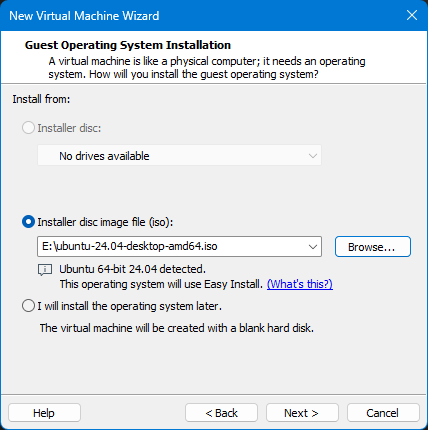 New Virtual Machine Wizard
Guest Operating System Installation
A virtual machine is like a physical computer; it needs an operating
system. How will you install the guest operating system?
Install from:
Installer disc:
No drives available
Installer disc image file (iso):
E:\ubuntu-24.04-desktop-amd64.iso
Browse...
Ubuntu 64-bit 24.04 detected.
This operating system will use Easy Install. (What's this?)
I will install the operating system later.
The virtual machine will be created with a blank hard disk.
Help
< Back
Next >
Cancel